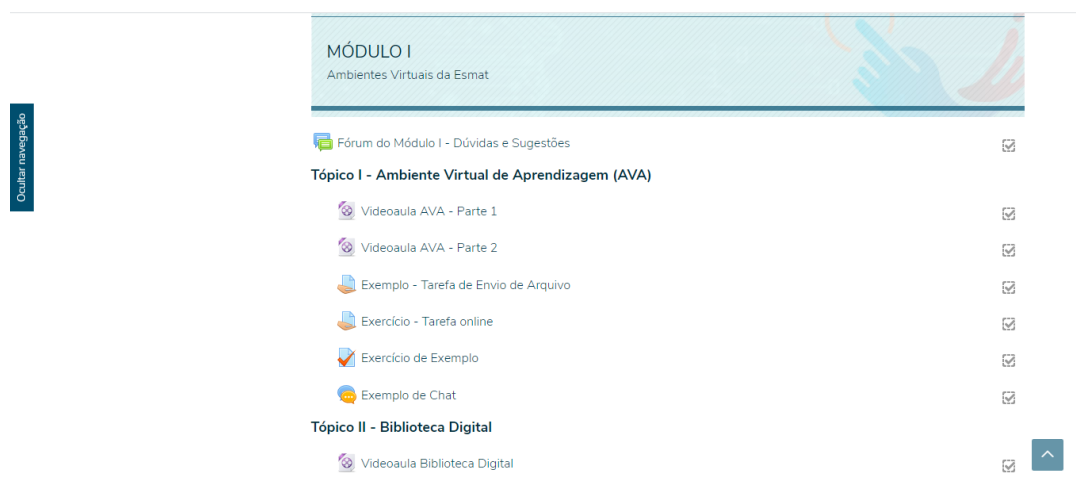 MÓDULO I
Ambientes Virtuais da Esmat
Ocultar navegação
Fórum do Módulo I - Dúvidas e Sugestões
Tópico I - Ambiente Virtual de Aprendizagem (AVA)
Videoaula AVA - Parte 1
Videoaula AVA - Parte 2
Exemplo - Tarefa de Envio de Arquivo
Exercício - Tarefa online
Exercício de Exemplo
Exemplo de Chat
Tópico II - Biblioteca Digital
Videoaula Biblioteca Digital